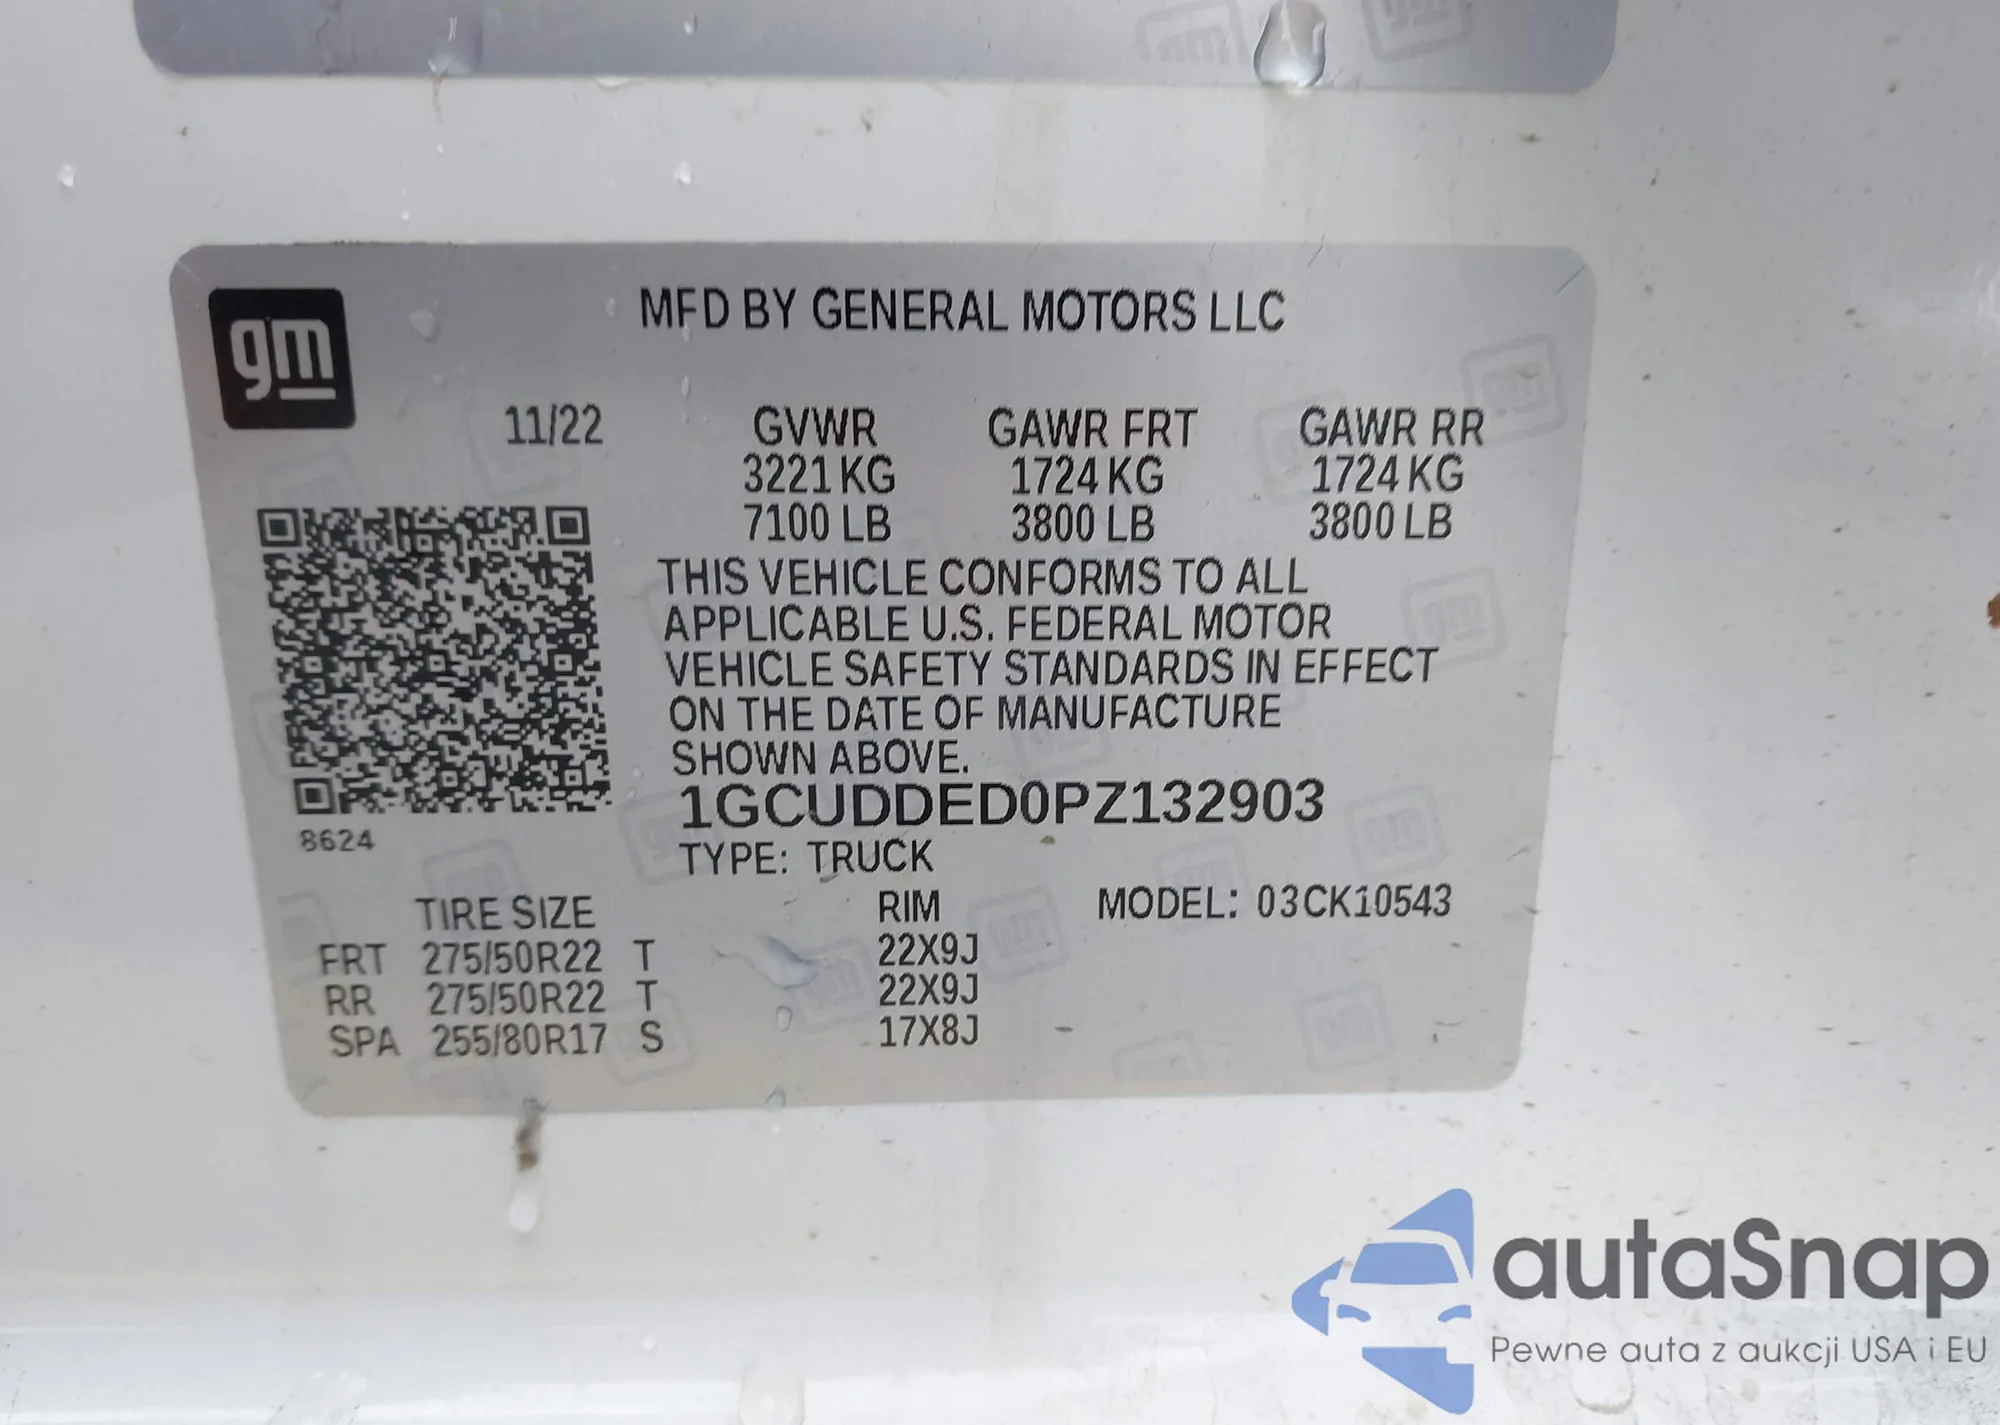 gm
MFD BY GENERAL MOTORS LLC
11/22 GVWR GAWR FRT GAWR RR
3221 KG 1724 KG 1724 KG
7100 LB 3800 LB 3800 LB
THIS VEHICLE CONFORMS TO ALL
APPLICABLE U.S. FEDERAL MOTOR
VEHICLE SAFETY STANDARDS IN EFFECT
ON THE DATE OF MANUFACTURE
SHOWN ABOVE.
1GCUDDED0PZ132903
8624
TYPE: TRUCK
TIRE SIZE RIM MODEL: 03CK10543
FRT 275/50R22 T 22X9J
RR 275/50R22 T 22X9J
SPA 255/80R17 S 17X8J
autaSnap
Pewne auta z aukcji USA i EU